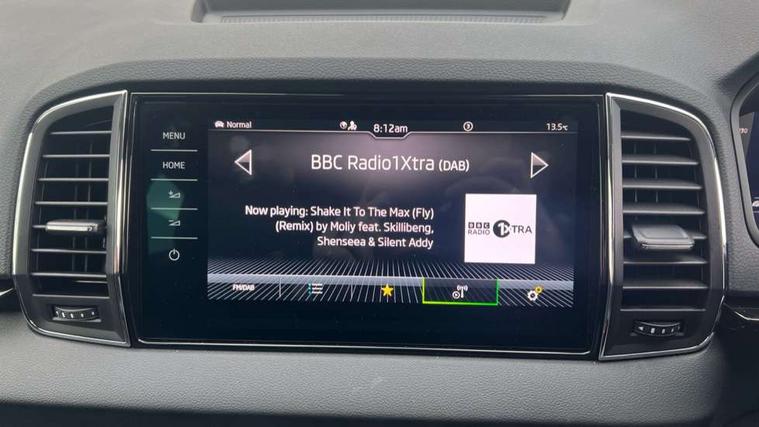 Normal
8:12am
13.5°C
MENU
HOME
BBC Radio1Xtra (DAB)
Now playing: Shake It To The Max (Fly)
(Remix) by Moliy feat. Skillibeng,
Shenseea & Silent Addy
BBC
RADIO 1XTRA
FM/DAB